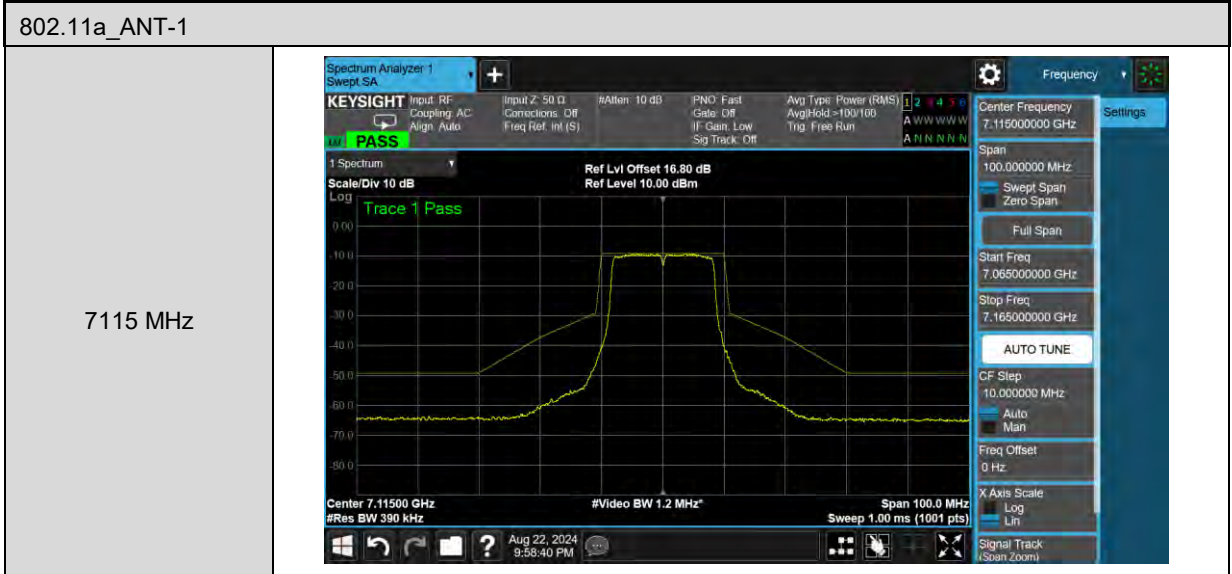 802.11a_ANT-1
7115 MHz
Spectrum Analyzer 1
Swept SA
+
Frequency
KEYSIGHT
Input: RF
Coupling: AC
Align: Auto
Input Z: 50 Ω
Corrections: Off
Freq Ref: Int (S)
#Atten: 10 dB
PNO: Fast
Gate: Off
IF Gain: Low
Sig Track: Off
Avg Type: Power (RMS)
Avg|Hold: >100/100
Trig: Free Run
1 2 3 4 5 6
A W W W W W
A N N N N N
PASS
1 Spectrum
Scale/Div 10 dB
Ref Lvl Offset 16.80 dB
Ref Level 10.00 dBm
Log
Trace 1 Pass
0.00
-10.0
-20.0
-30.0
-40.0
-50.0
-60.0
-70.0
-80.0
Center 7.11500 GHz
#Res BW 390 kHz
#Video BW 1.2 MHz*
Span 100.0 MHz
Sweep 1.00 ms (1001 pts)
?
Aug 22, 2024
9:58:40 PM
Center Frequency
7.115000000 GHz
Settings
Span
100.000000 MHz
Swept Span
Zero Span
Full Span
Start Freq
7.065000000 GHz
Stop Freq
7.165000000 GHz
AUTO TUNE
CF Step
10.000000 MHz
Auto
Man
Freq Offset
0 Hz
X Axis Scale
Log
Lin
Signal Track
(Span Zoom)